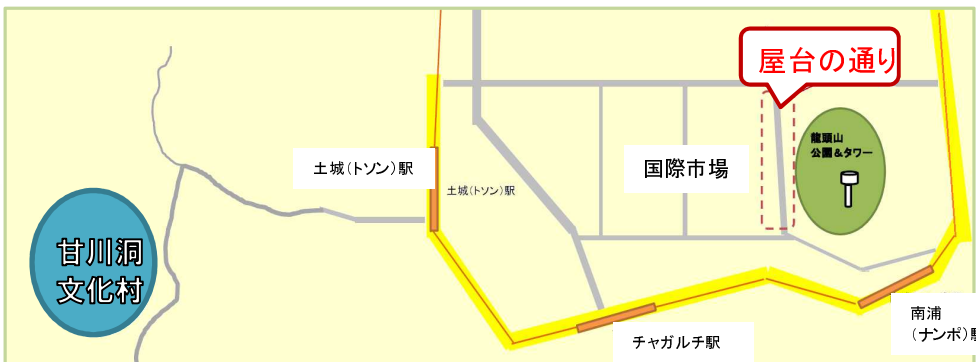 屋台の通り
龍頭山
公園＆タワー
国際市場
土城(トソン)駅
土城(トソン)駅
甘川洞
文化村
南浦
(ナンポ)駅
チャガルチ駅